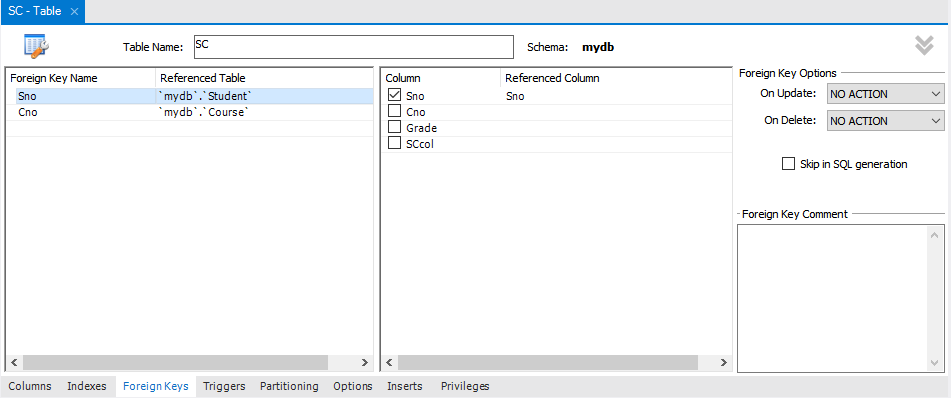 SC - Table ×
Table Name: SC Schema: mydb
Foreign Key Name Referenced Table
Sno `mydb`.`Student`
Cno `mydb`.`Course`
Column Referenced Column
Sno Sno
Cno
Grade
SCcol
Foreign Key Options
On Update: NO ACTION
On Delete: NO ACTION
Skip in SQL generation
Foreign Key Comment
Columns Indexes Foreign Keys Triggers Partitioning Options Inserts Privileges